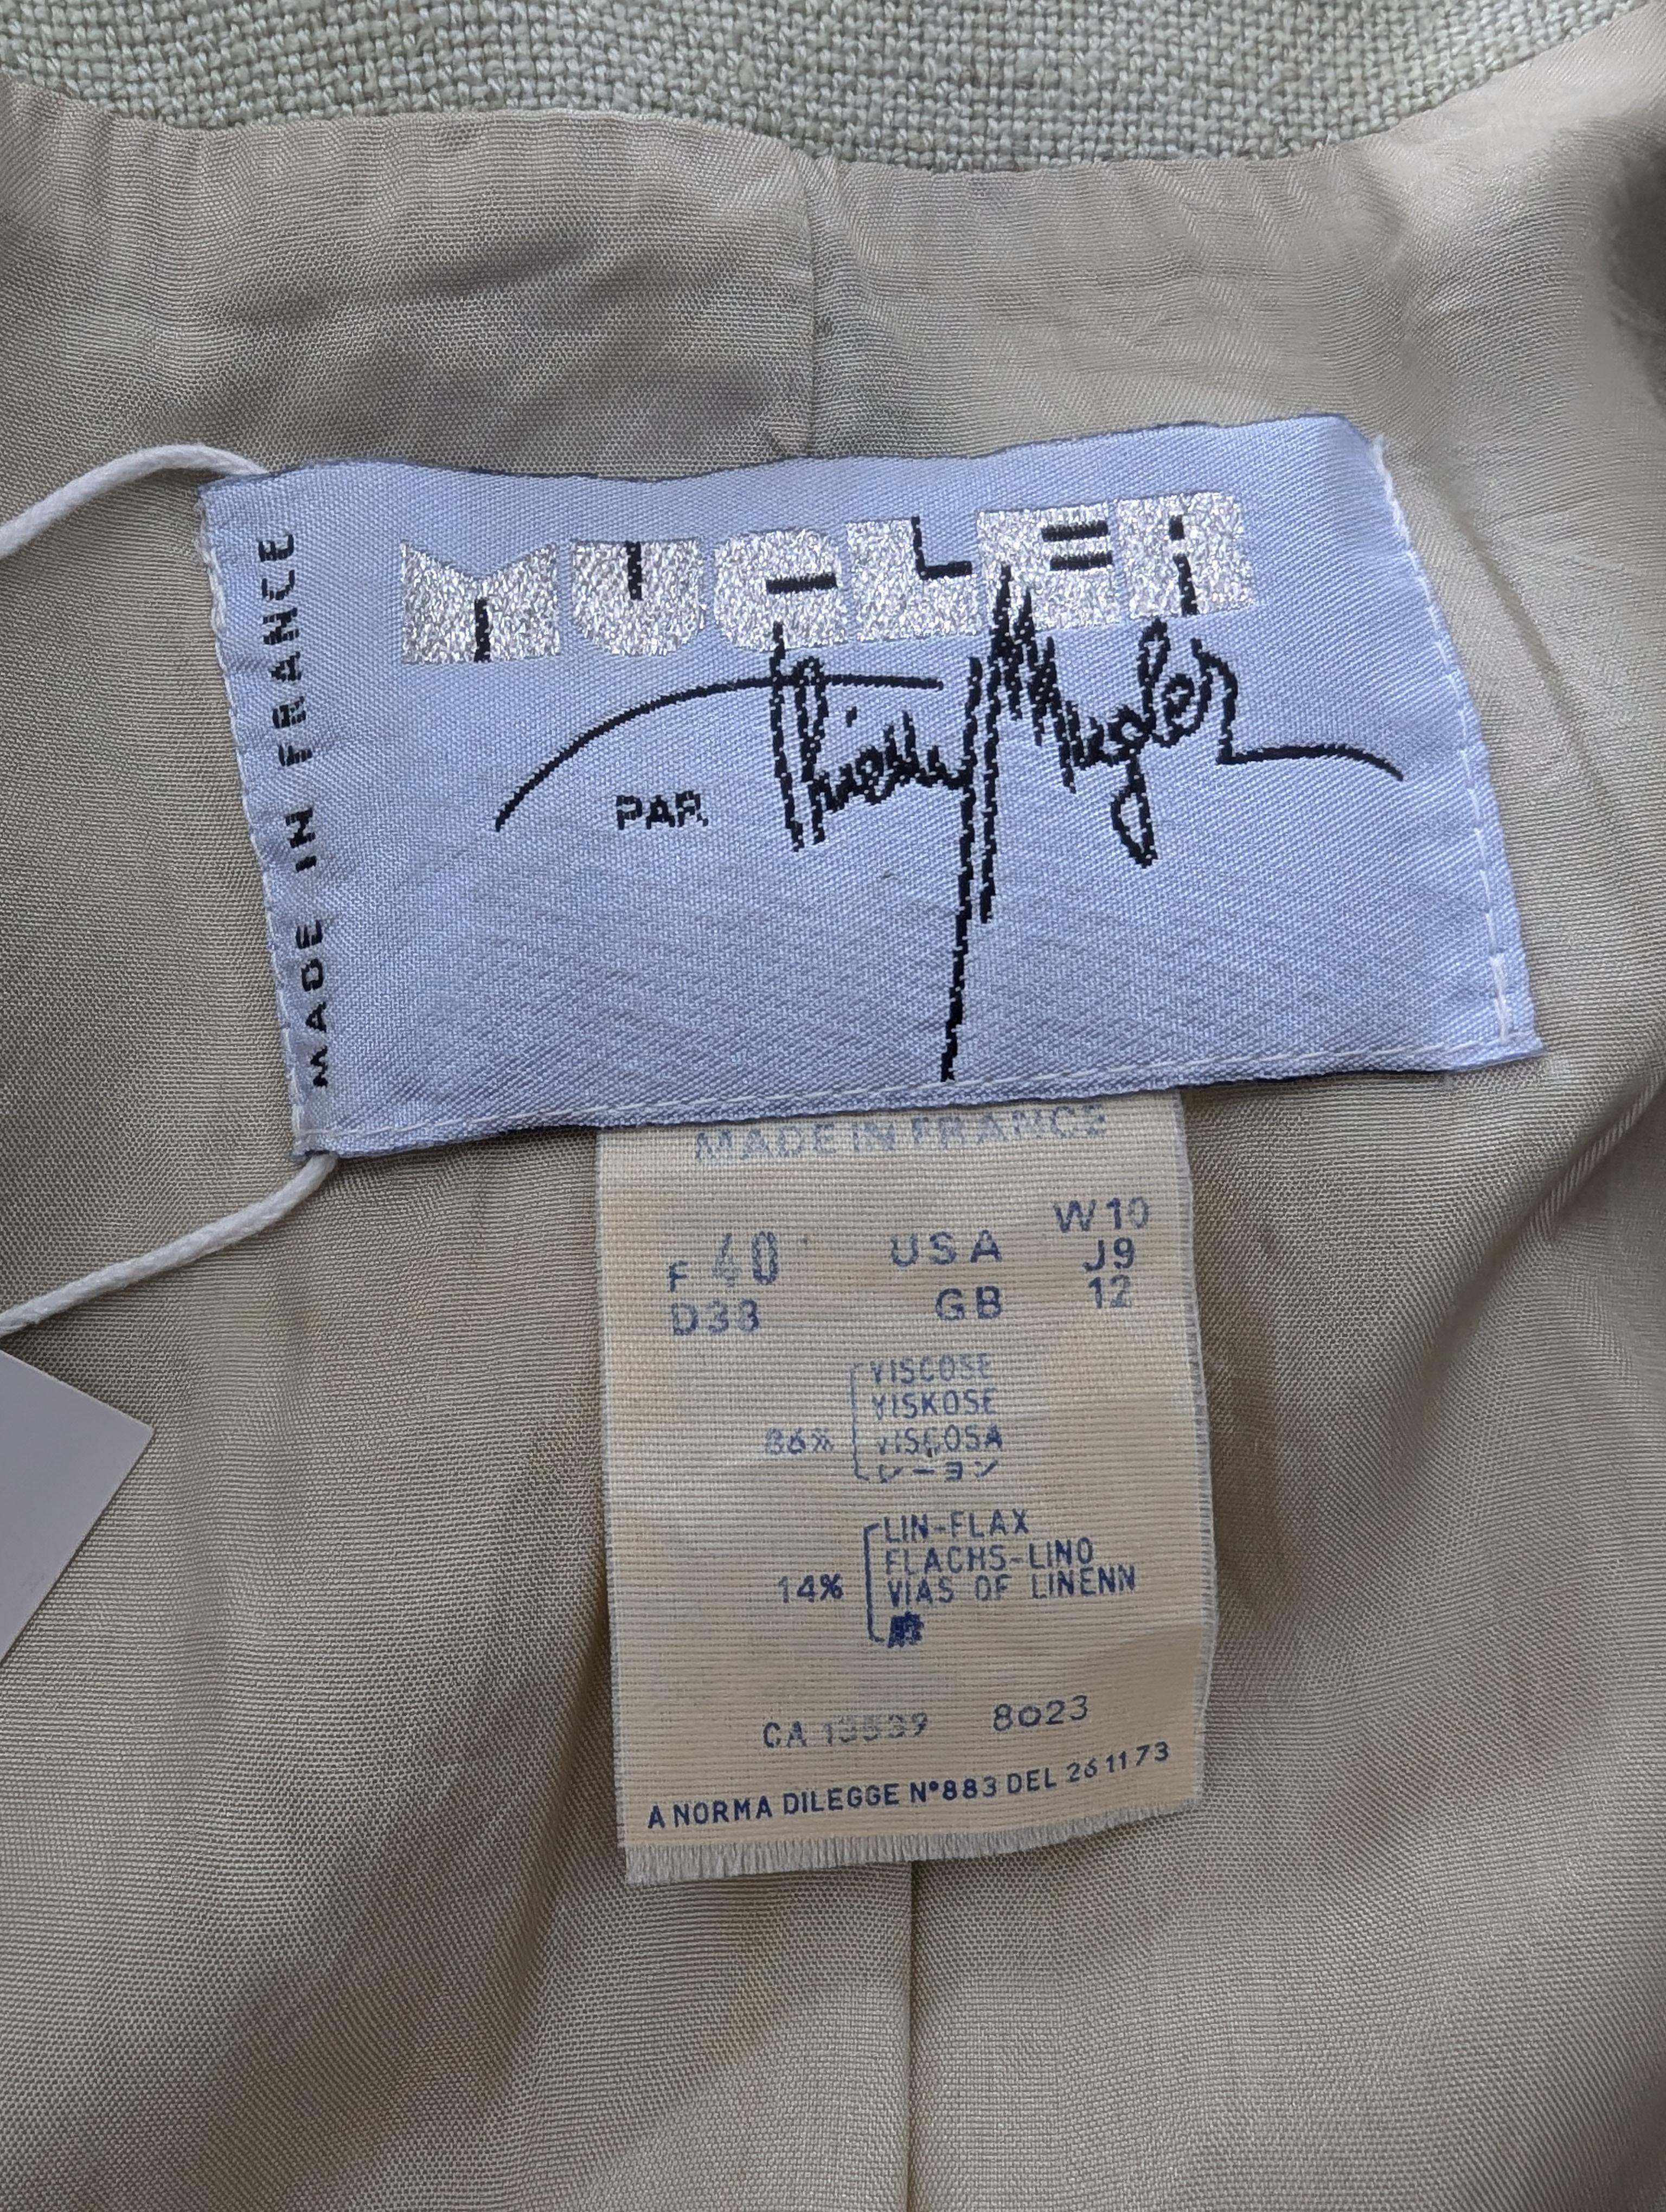 MUGLER
PAR Thierry Mugler
MADE IN FRANCE
MADE IN FRANCE
F 40 USA W10
J9
D38 GB 12
VISCOSE
VISKOSE
86% VISCOSA
レーヨン
LIN-FLAX
FLACHS-LINO
14% VIAS OF LINENN
CA 13539 8023
A NORMA DILEGGE N°883 DEL 26 11 73